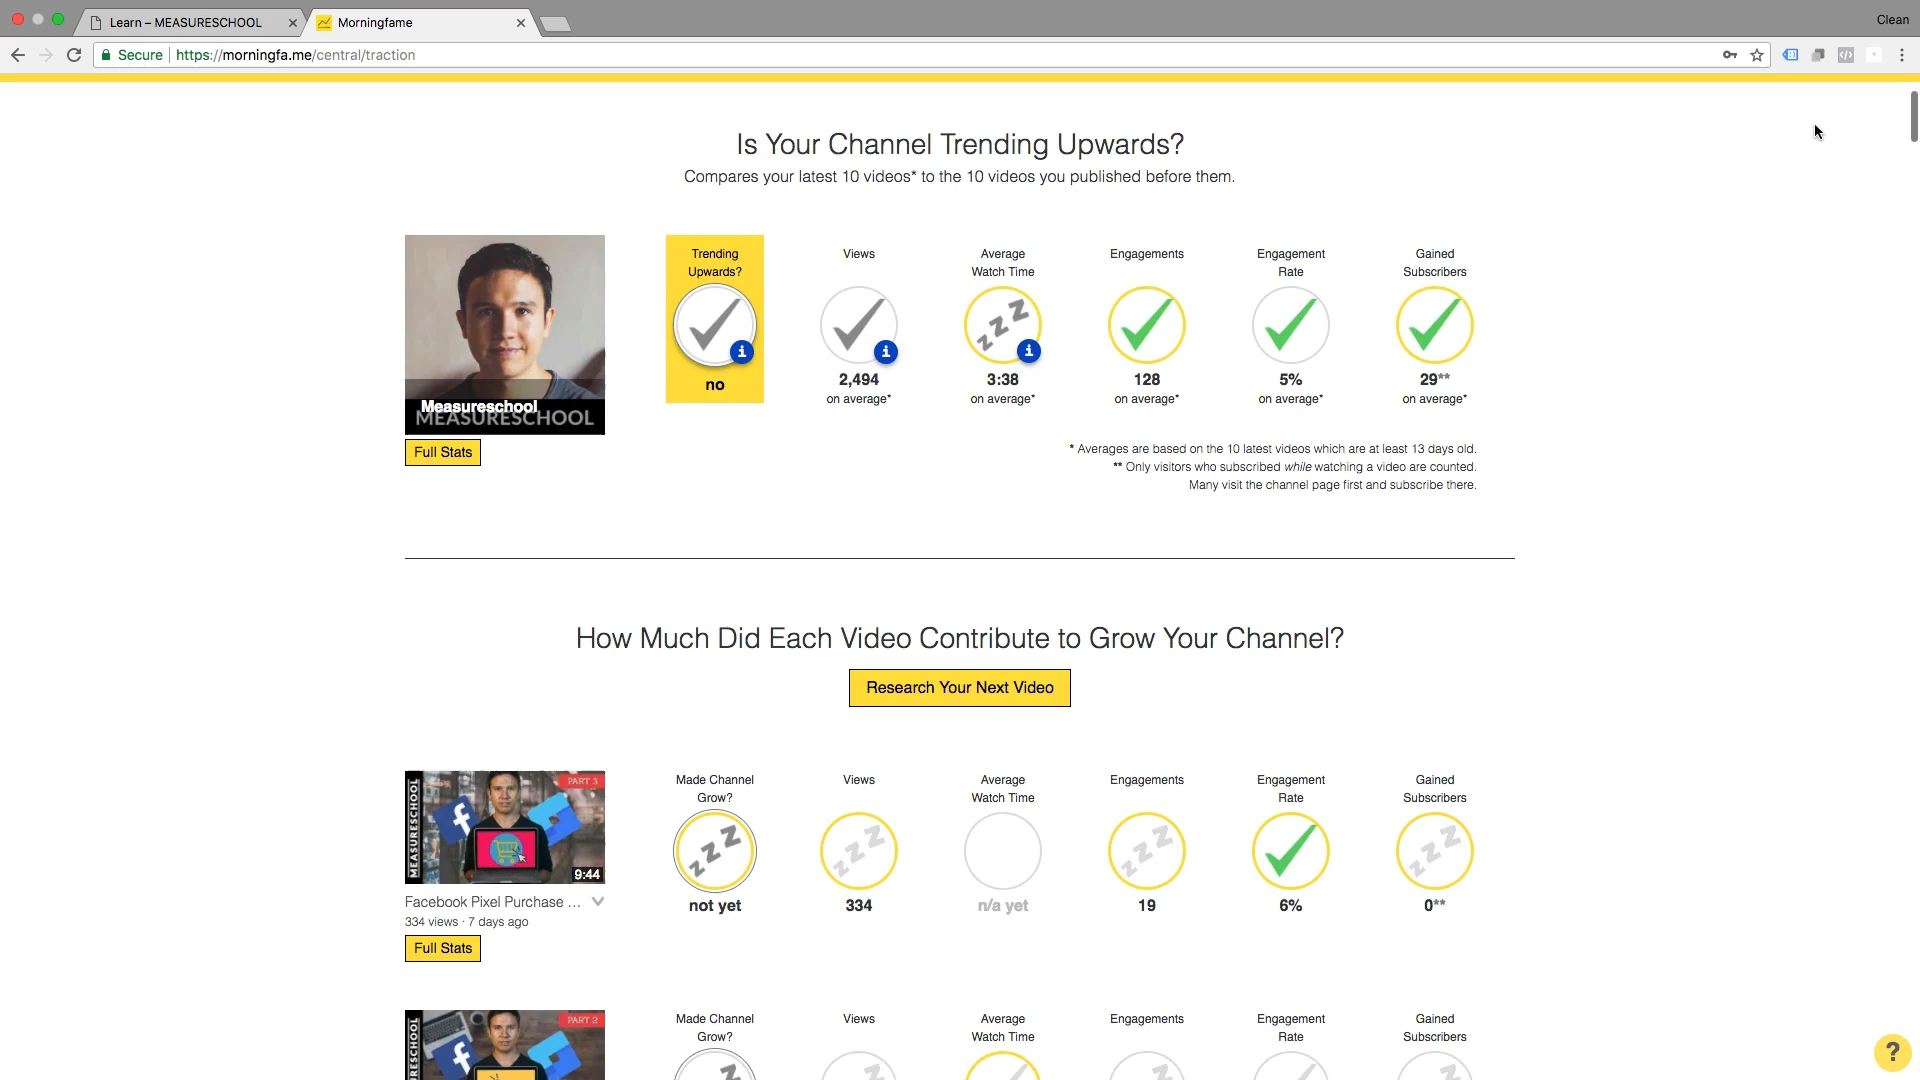 Learn – MEASURESCHOOL
Morningfame
Clean
Secure
https://morningfa.me/central/traction
Is Your Channel Trending Upwards?
Compares your latest 10 videos* to the 10 videos you published before them.
Measureschool
MEASURESCHOOL
Full Stats
Trending
Upwards?
no
Views
2,494
on average*
Average
Watch Time
zzZ
3:38
on average*
Engagements
128
on average*
Engagement
Rate
5%
on average*
Gained
Subscribers
29**
on average*
* Averages are based on the 10 latest videos which are at least 13 days old.
** Only visitors who subscribed while watching a video are counted.
Many visit the channel page first and subscribe there.
How Much Did Each Video Contribute to Grow Your Channel?
Research Your Next Video
MEASURESCHOOL
PART 3
9:44
Facebook Pixel Purchase ...
334 views · 7 days ago
Full Stats
Made Channel
Grow?
zzZ
not yet
Views
zzZ
334
Average
Watch Time
n/a yet
Engagements
zzZ
19
Engagement
Rate
6%
Gained
Subscribers
zzZ
0**
PART 2
Made Channel
Grow?
Views
Average
Watch Time
Engagements
Engagement
Rate
Gained
Subscribers
?